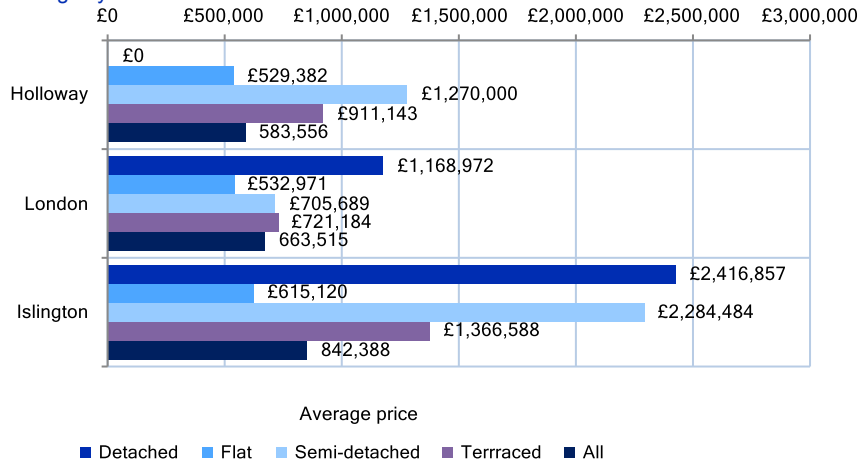 £0 £500,000 £1,000,000 £1,500,000 £2,000,000 £2,500,000 £3,000,000
£0
£529,382
Holloway £1,270,000
£911,143
583,556
£1,168,972
£532,971
London £705,689
£721,184
663,515
£2,416,857
£615,120
Islington £2,284,484
£1,366,588
842,388
Average price
Detached Flat Semi-detached Terrraced All